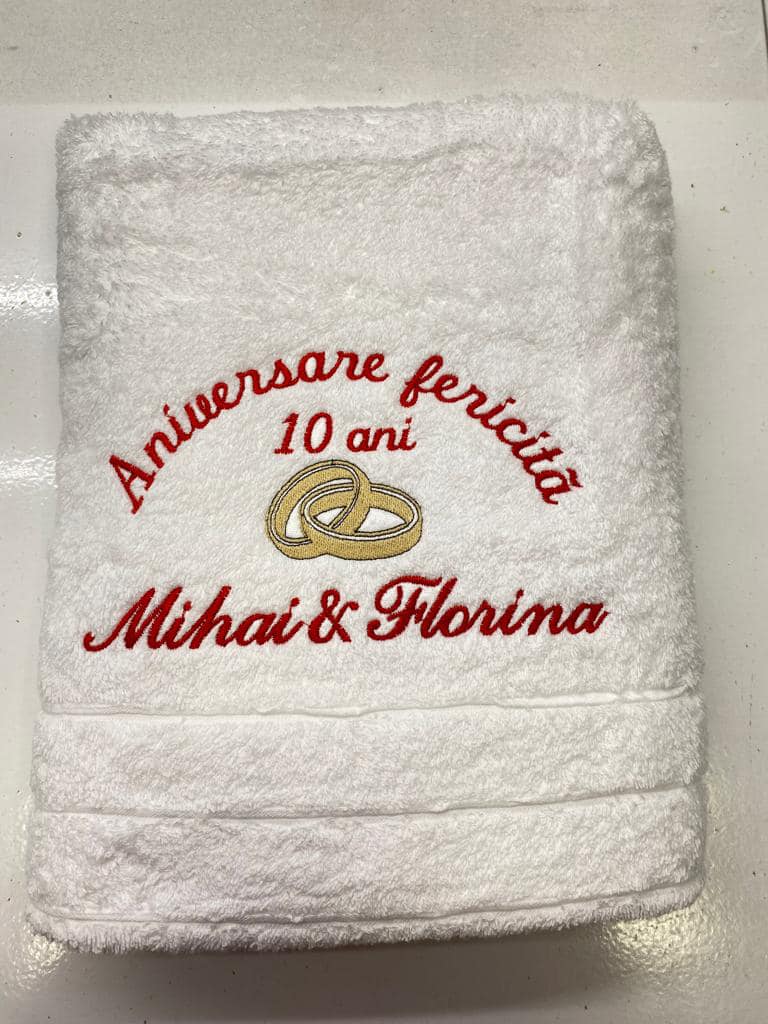 Aniversare fericită
10 ani
Mihai & Florina